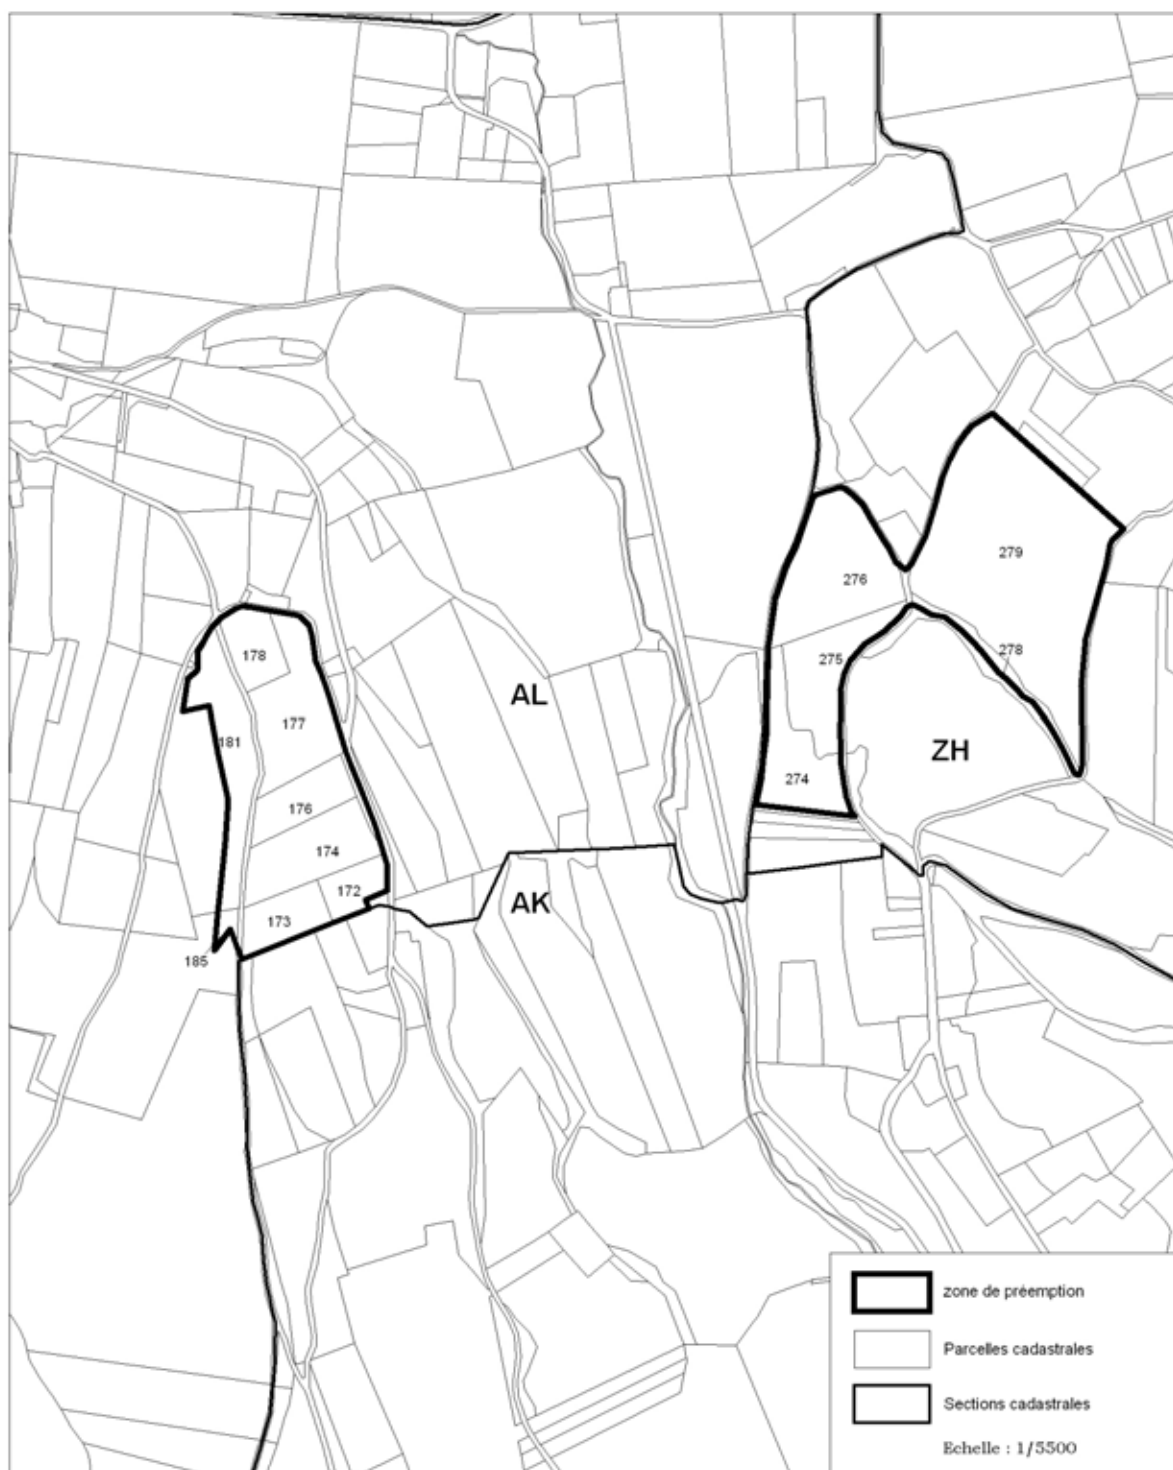 279
276
178
278
275
AL
177
181
ZH
274
176
174
172
AK
173
185
zone de préemption
Parcelles cadastrales
Sections cadastrales
Echelle : 1/5500